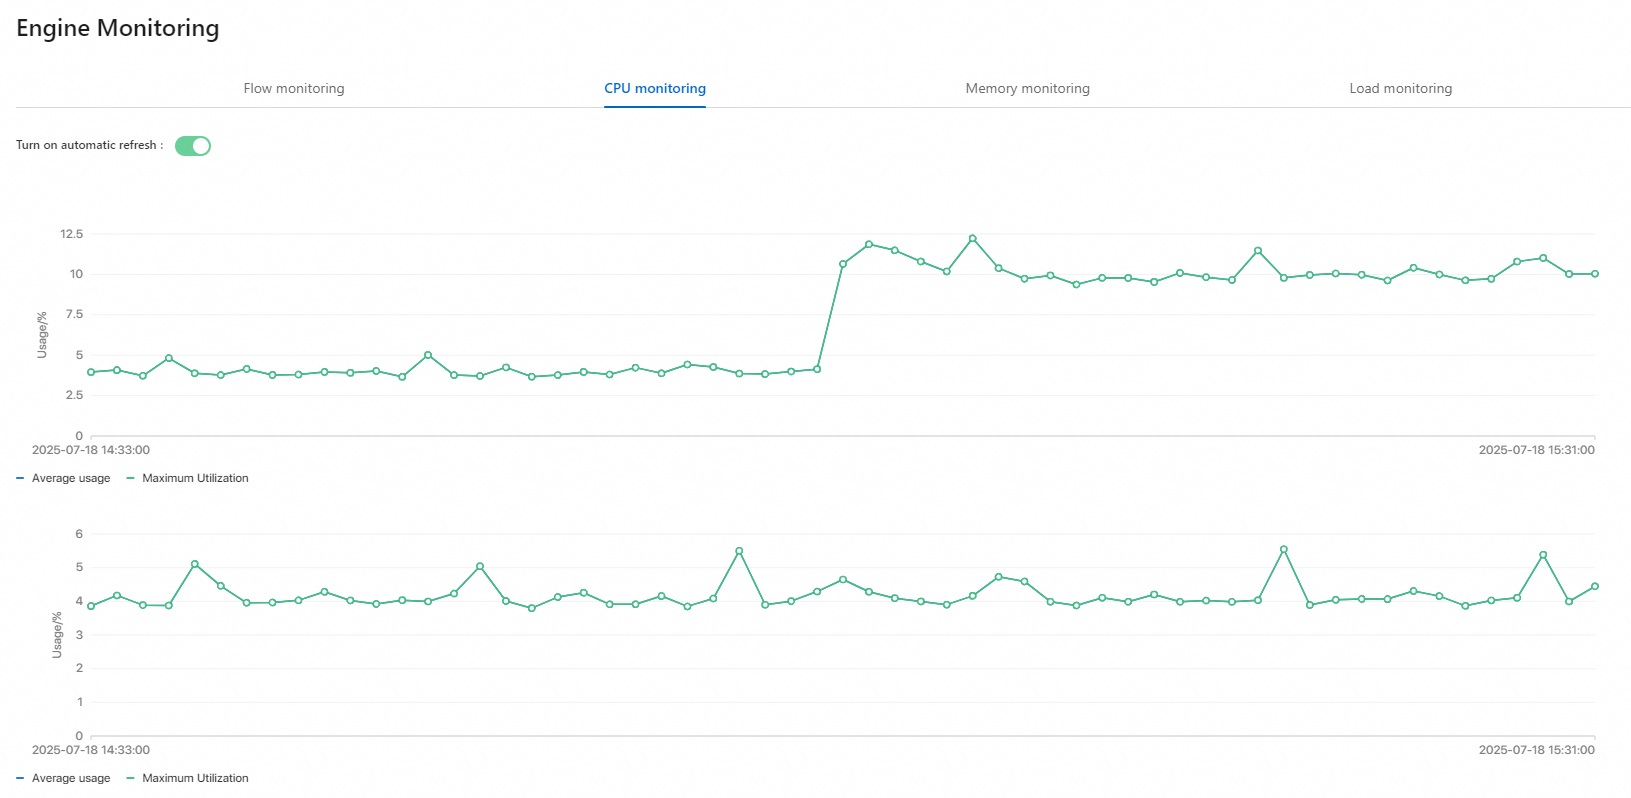 Engine Monitoring
Flow monitoring CPU monitoring Memory monitoring Load monitoring
Turn on automatic refresh :
12.5
10
7.5
Usage/%
5
2.5
0
2025-07-18 14:33:00 2025-07-18 15:31:00
Average usage Maximum Utilization
6
5
4
Usage/%
3
2
1
0
2025-07-18 14:33:00 2025-07-18 15:31:00
Average usage Maximum Utilization